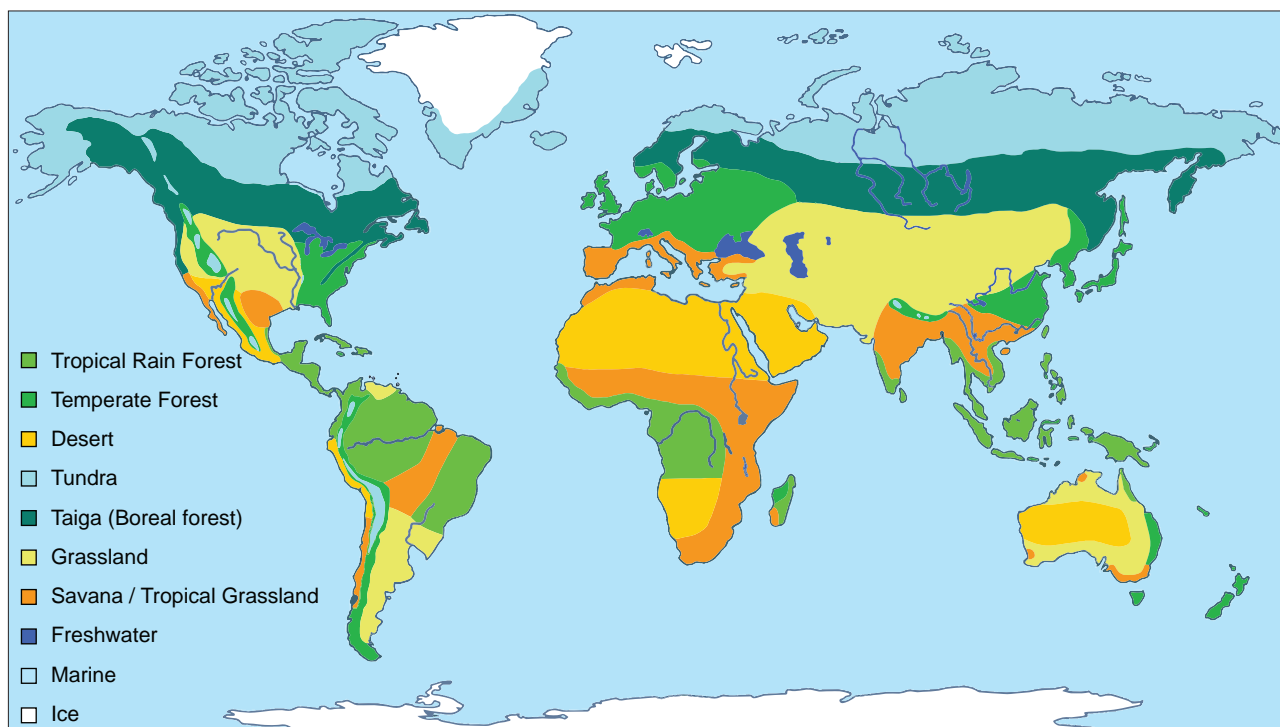 Tropical Rain Forest
Temperate Forest
Desert
Tundra
Taiga (Boreal forest)
Grassland
Savana / Tropical Grassland
Freshwater
Marine
Ice